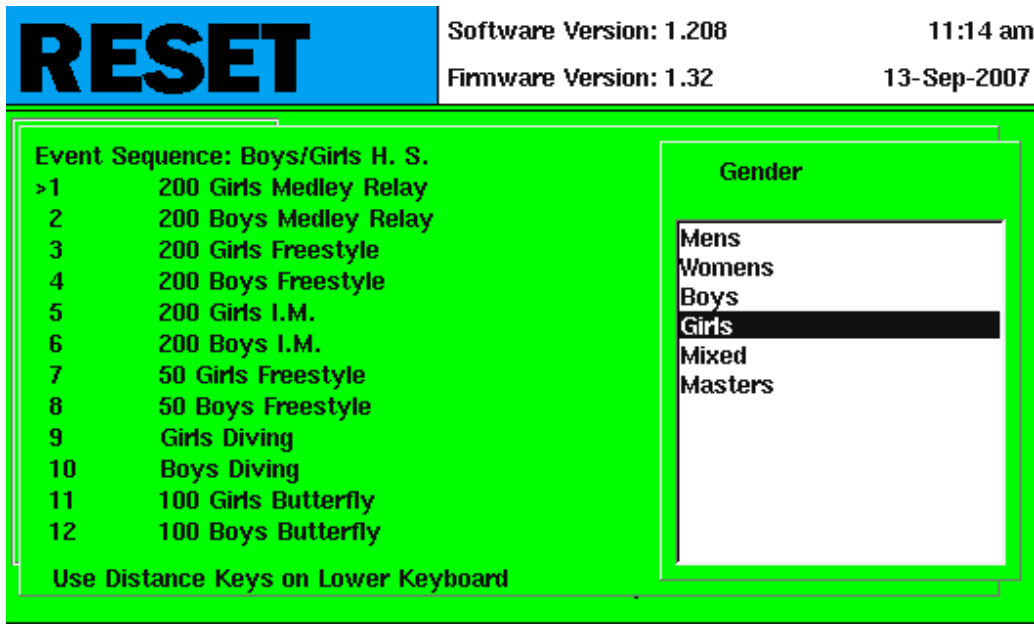 RESET
Software Version: 1.208
11:14 am
Firmware Version: 1.32
13-Sep-2007
Event Sequence: Boys/Girls H. S.
>1 200 Girls Medley Relay
2 200 Boys Medley Relay
3 200 Girls Freestyle
4 200 Boys Freestyle
5 200 Girls I.M.
6 200 Boys I.M.
7 50 Girls Freestyle
8 50 Boys Freestyle
9 Girls Diving
10 Boys Diving
11 100 Girls Butterfly
12 100 Boys Butterfly
Use Distance Keys on Lower Keyboard
Gender
Mens
Womens
Boys
Girls
Mixed
Masters